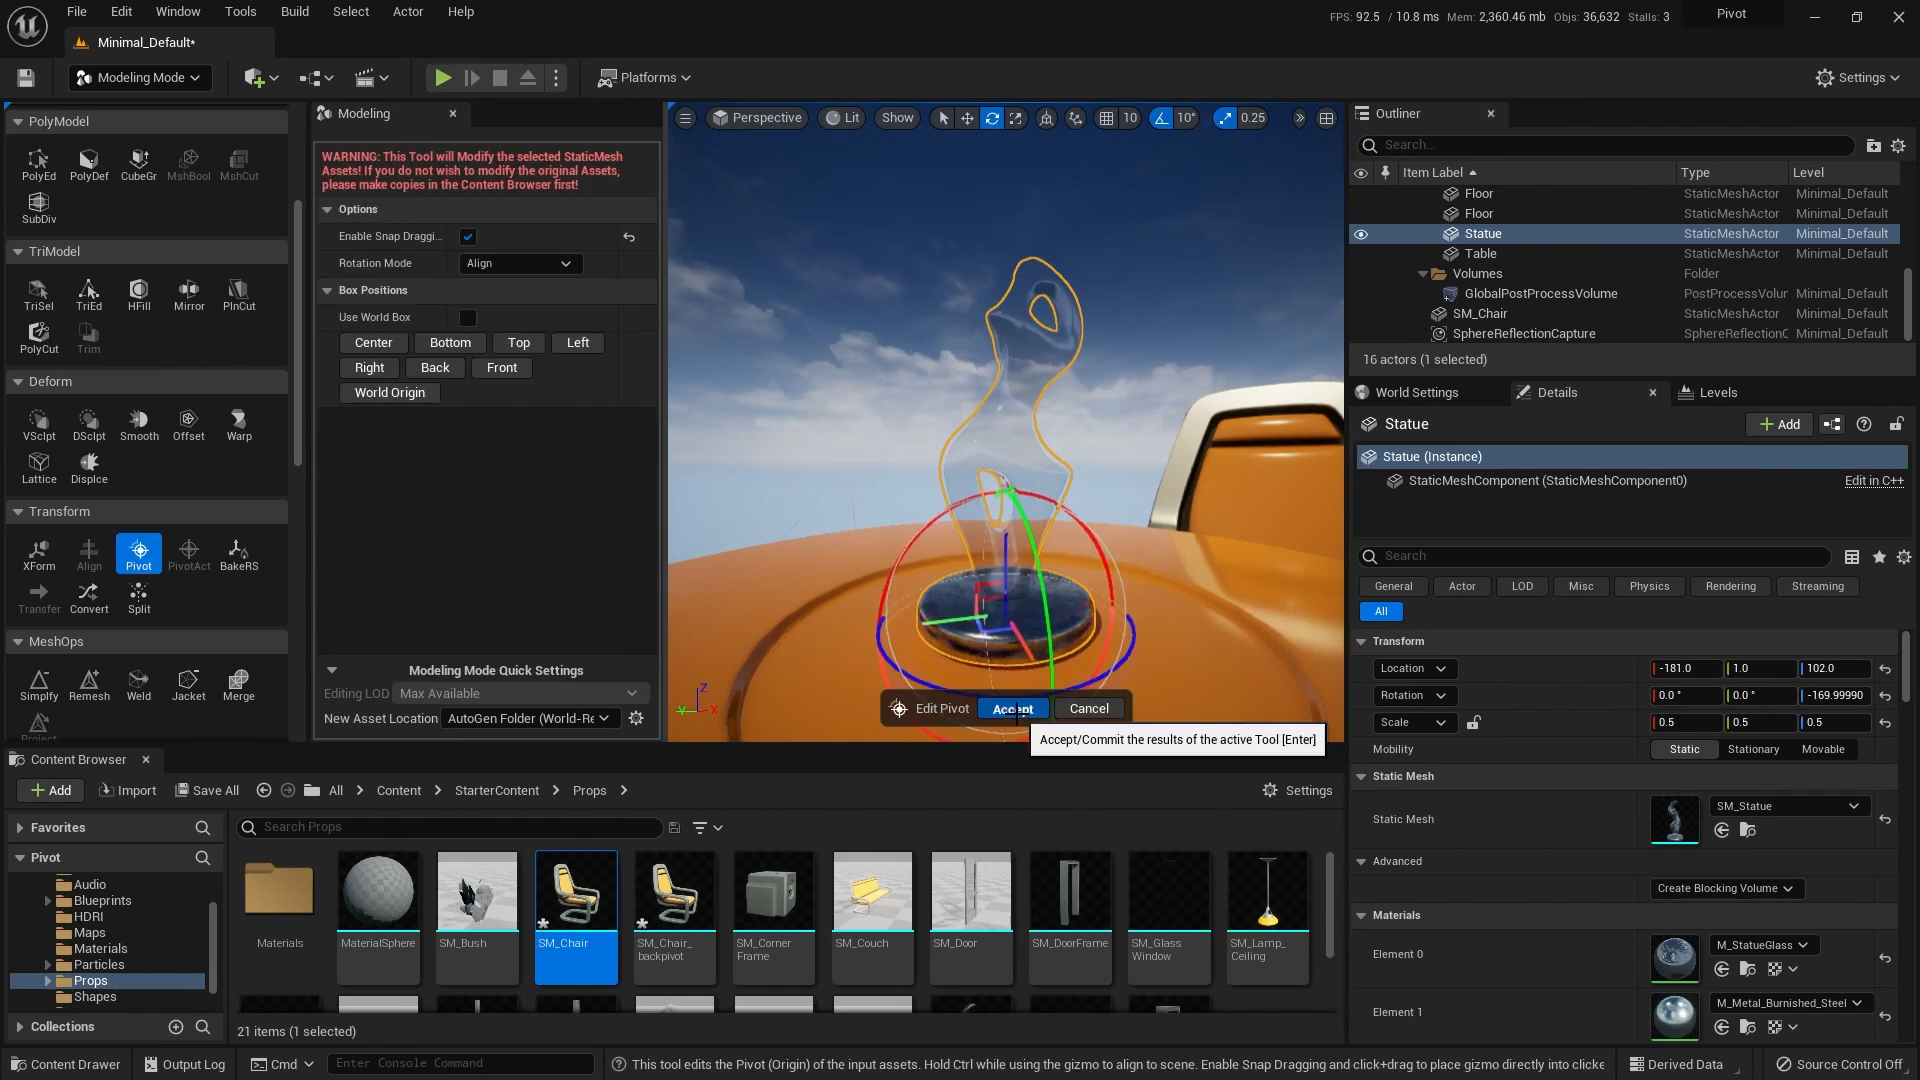 File Edit Window Tools Build Select Actor Help
FPS: 92.5 / 10.8 ms Mem: 2,360.46 mb Objs: 36,632 Stalls: 3
Pivot
Minimal_Default*
Modeling Mode
Platforms
Settings
PolyModel
PolyEd PolyDef CubeGr MshBool MshCut
SubDiv
TriModel
TriSel TriEd HFill Mirror PlnCut
PolyCut Trim
Deform
VSclpt DSclpt Smooth Offset Warp
Lattice Displce
Transform
XForm Align Pivot PivotAct BakeRS
Transfer Convert Split
MeshOps
Simplfy Remesh Weld Jacket Merge
Project
Modeling
WARNING: This Tool will Modify the selected StaticMesh
Assets! If you do not wish to modify the original Assets,
please make copies in the Content Browser first!
Options
Enable Snap Draggi...
Rotation Mode Align
Box Positions
Use World Box
Center Bottom Top Left
Right Back Front
World Origin
Modeling Mode Quick Settings
Editing LOD Max Available
New Asset Location AutoGen Folder (World-Re
Perspective Lit Show 10 10° 0.25
Z
Y X
Edit Pivot Accept Cancel
Accept/Commit the results of the active Tool [Enter]
Outliner
Search...
Item Label Type Level
Floor StaticMeshActor Minimal_Default
Floor StaticMeshActor Minimal_Default
Statue StaticMeshActor Minimal_Default
Table StaticMeshActor Minimal_Default
Volumes Folder
GlobalPostProcessVolume PostProcessVolur Minimal_Default
SM_Chair StaticMeshActor Minimal_Default
SphereReflectionCapture SphereReflectionC Minimal_Default
16 actors (1 selected)
World Settings Details Levels
Statue Add
Statue (Instance)
StaticMeshComponent (StaticMeshComponent0) Edit in C++
Search
General Actor LOD Misc Physics Rendering Streaming
All
Transform
Location -181.0 1.0 102.0
Rotation 0.0 ° 0.0 ° -169.99990
Scale 0.5 0.5 0.5
Mobility Static Stationary Movable
Static Mesh
Static Mesh SM_Statue
Advanced
Create Blocking Volume
Materials
Element 0 M_StatueGlass
Element 1 M_Metal_Burnished_Steel
Content Browser
Add Import Save All All Content StarterContent Props Settings
Favorites
Pivot
Audio
Blueprints
HDRI
Maps
Materials
Particles
Props
Shapes
Collections
Search Props
Materials
MaterialSphere
SM_Bush
SM_Chair
SM_Chair_
backpivot
SM_Corner
Frame
SM_Couch
SM_Door
SM_DoorFrame
SM_Glass
Window
SM_Lamp_
Ceiling
21 items (1 selected)
Content Drawer Output Log Cmd Enter Console Command
This tool edits the Pivot (Origin) of the input assets. Hold Ctrl while using the gizmo to align to scene. Enable Snap Dragging and click+drag to place gizmo directly into clicke
Derived Data Source Control Off